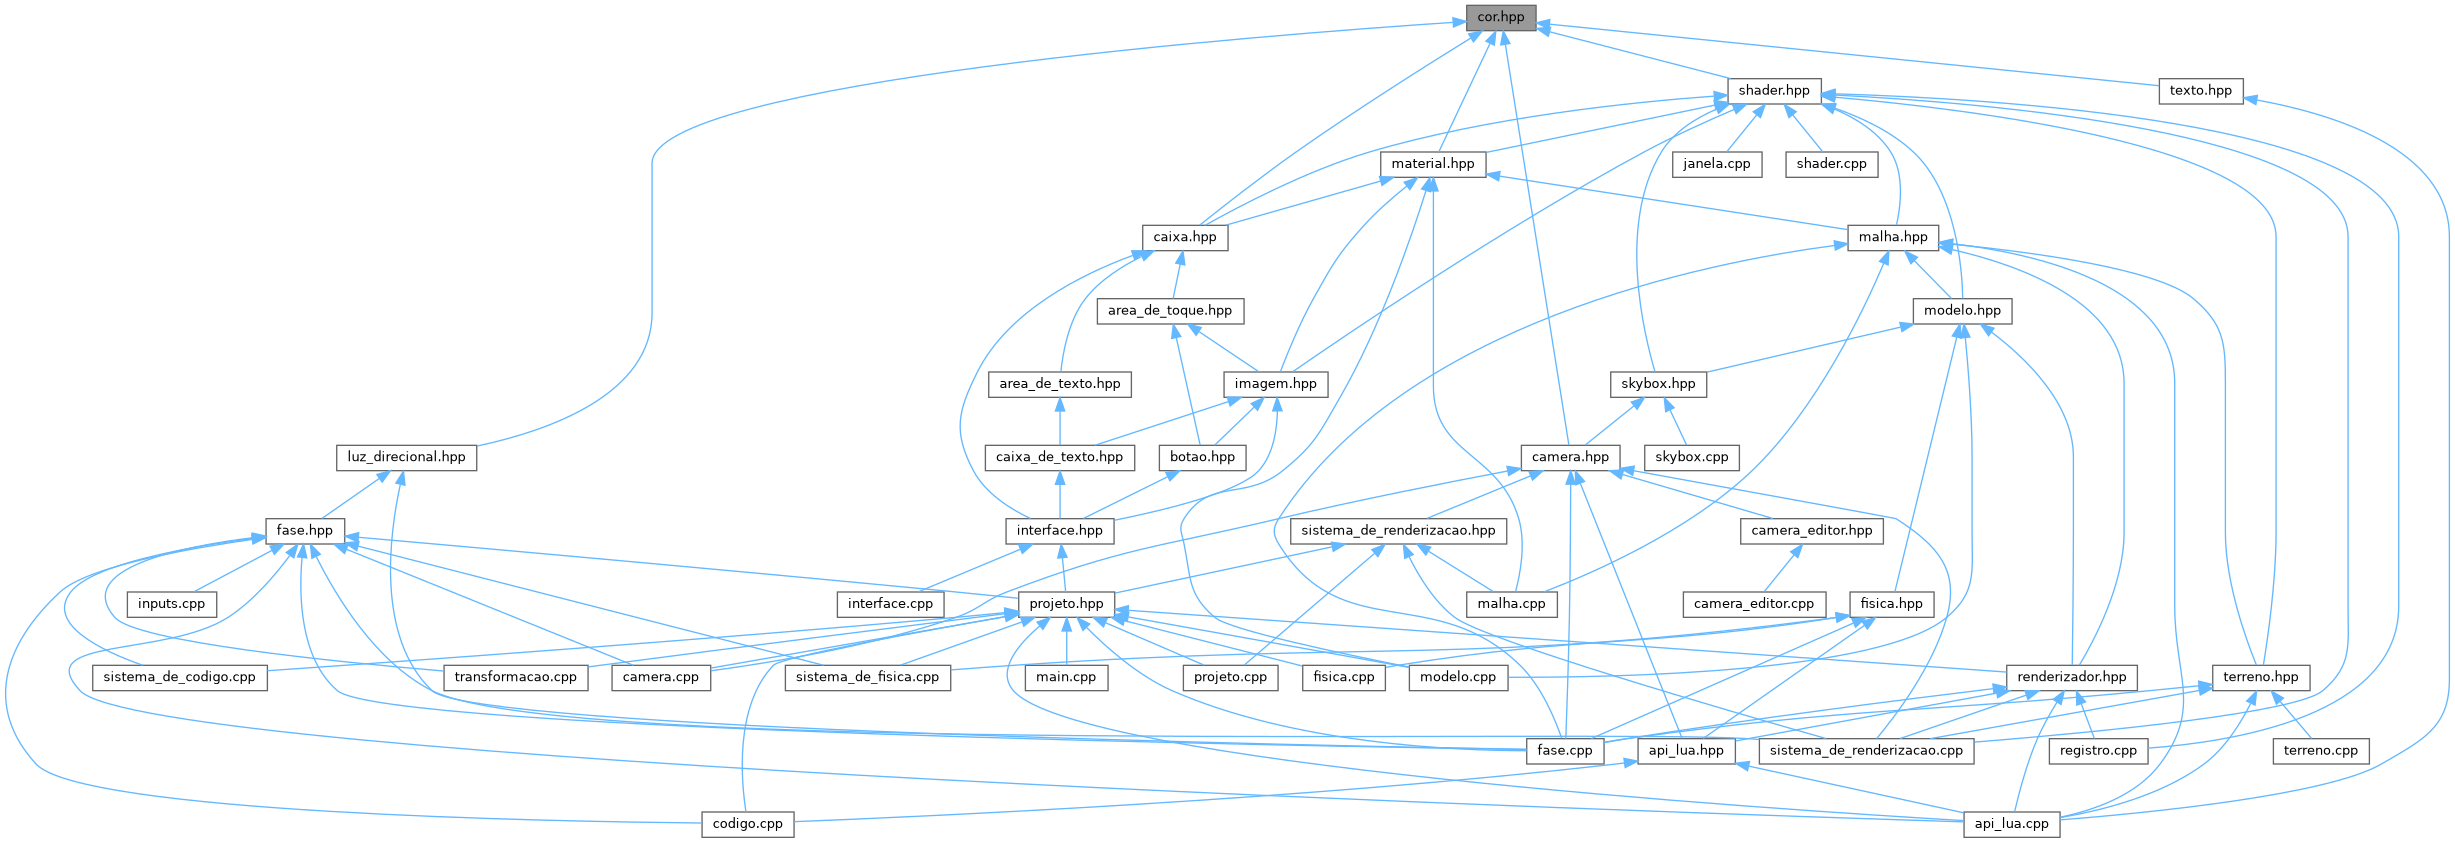 cor.hpp
shader.hpp
texto.hpp
material.hpp
janela.cpp
shader.cpp
caixa.hpp
malha.hpp
area_de_toque.hpp
modelo.hpp
area_de_texto.hpp
imagem.hpp
skybox.hpp
luz_direcional.hpp
caixa_de_texto.hpp
botao.hpp
camera.hpp
skybox.cpp
fase.hpp
interface.hpp
sistema_de_renderizacao.hpp
camera_editor.hpp
inputs.cpp
interface.cpp
projeto.hpp
malha.cpp
camera_editor.cpp
fisica.hpp
sistema_de_codigo.cpp
transformacao.cpp
camera.cpp
sistema_de_fisica.cpp
main.cpp
projeto.cpp
fisica.cpp
modelo.cpp
renderizador.hpp
terreno.hpp
fase.cpp
api_lua.hpp
sistema_de_renderizacao.cpp
registro.cpp
terreno.cpp
codigo.cpp
api_lua.cpp